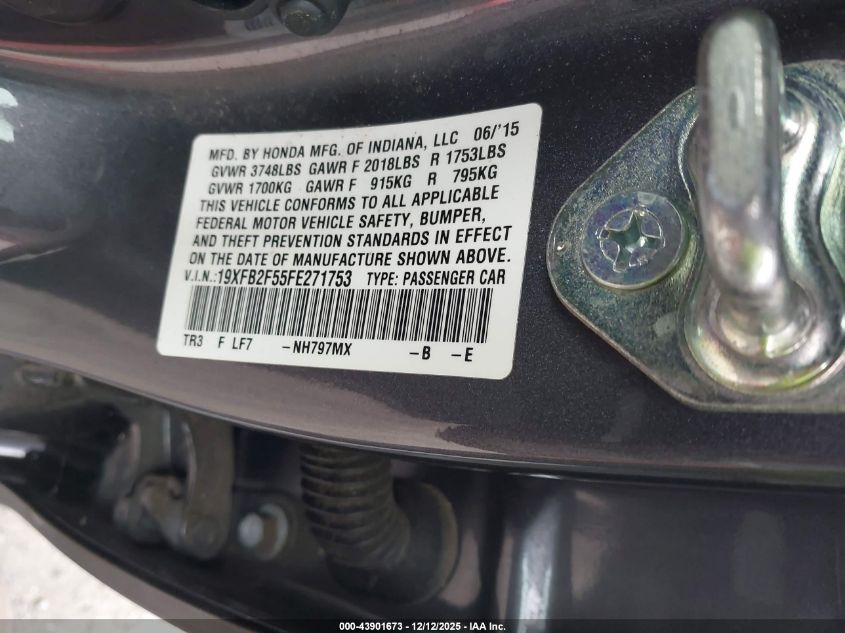 MFD. BY HONDA MFG. OF INDIANA, LLC 06/'15
GVWR 3748LBS GAWR F 2018LBS R 1753LBS
GVWR 1700KG GAWR F 915KG R 795KG
THIS VEHICLE CONFORMS TO ALL APPLICABLE
FEDERAL MOTOR VEHICLE SAFETY, BUMPER,
AND THEFT PREVENTION STANDARDS IN EFFECT
ON THE DATE OF MANUFACTURE SHOWN ABOVE.
V.I.N.:19XFB2F55FE271753 TYPE: PASSENGER CAR
TR3 F LF7 -NH797MX -B -E
000-43901673 - 12/12/2025 - IAA Inc.